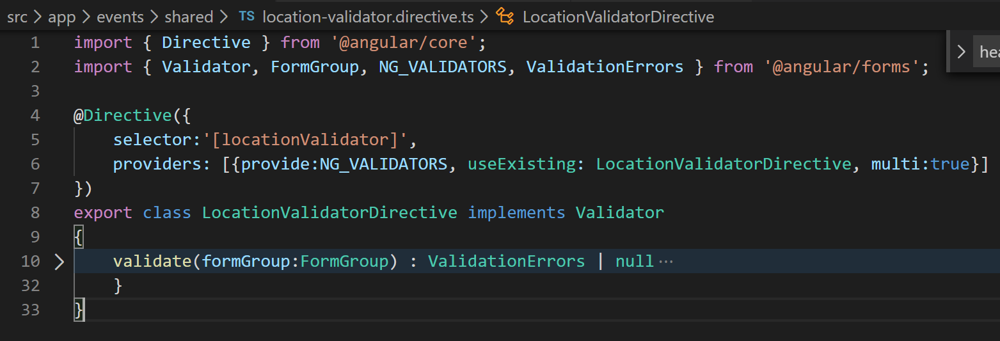 src > app > events > shared > TS location-validator.directive.ts > LocationValidatorDirective
1 import { Directive } from '@angular/core';
2 import { Validator, FormGroup, NG_VALIDATORS, ValidationErrors } from '@angular/forms';
3
4 @Directive({
5 selector:'[locationValidator]',
6 providers: [{provide:NG_VALIDATORS, useExisting: LocationValidatorDirective, multi:true}]
7 })
8 export class LocationValidatorDirective implements Validator
9 {
10 > validate(formGroup:FormGroup) : ValidationErrors | null ···
32 }
33 }
> hea